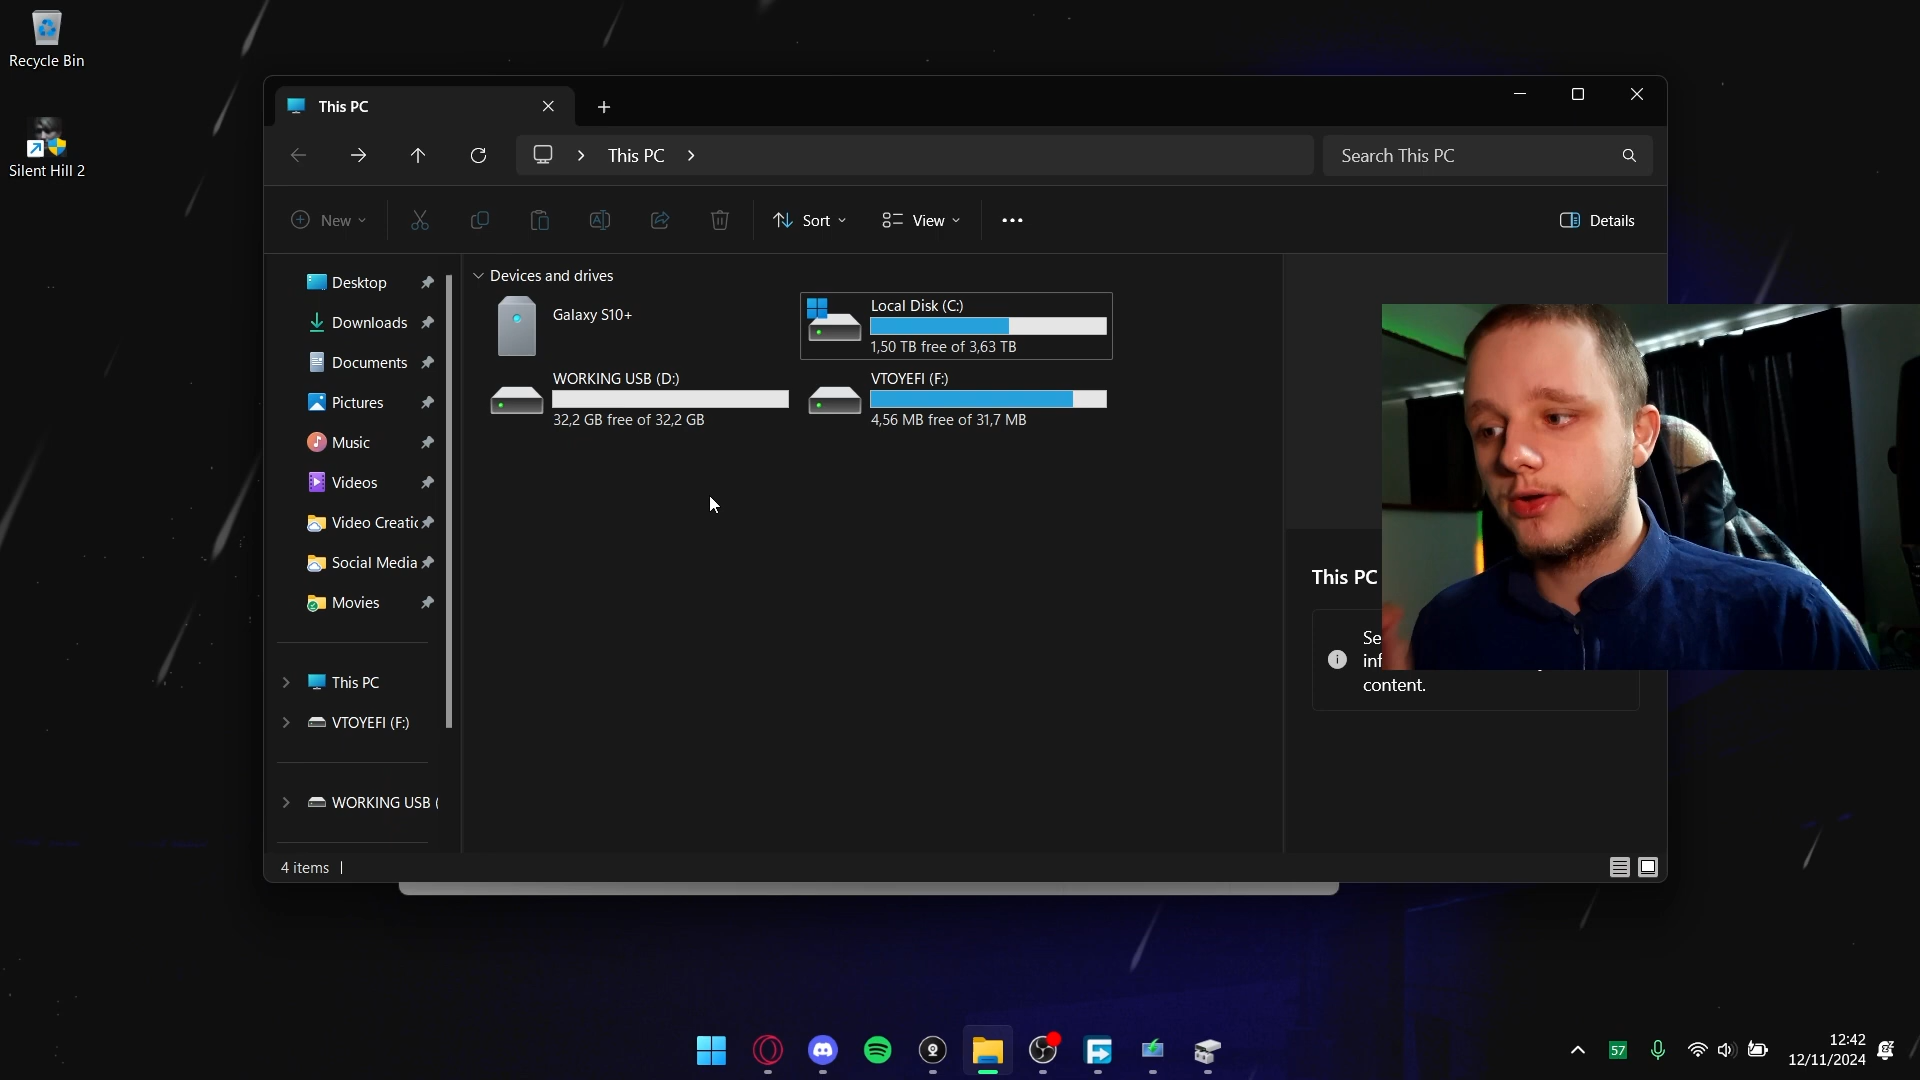 Recycle Bin
Silent Hill 2
This PC
This PC
Search This PC
New
Sort
View
Details
Desktop
Downloads
Documents
Pictures
Music
Videos
Video Creatic
Social Media
Movies
This PC
VTOYEFI (F:)
WORKING USB (
Devices and drives
Galaxy S10+
Local Disk (C:)
1,50 TB free of 3,63 TB
WORKING USB (D:)
32,2 GB free of 32,2 GB
VTOYEFI (F:)
4,56 MB free of 31,7 MB
This PC
Se
inf
content.
4 items
57
12:42
12/11/2024